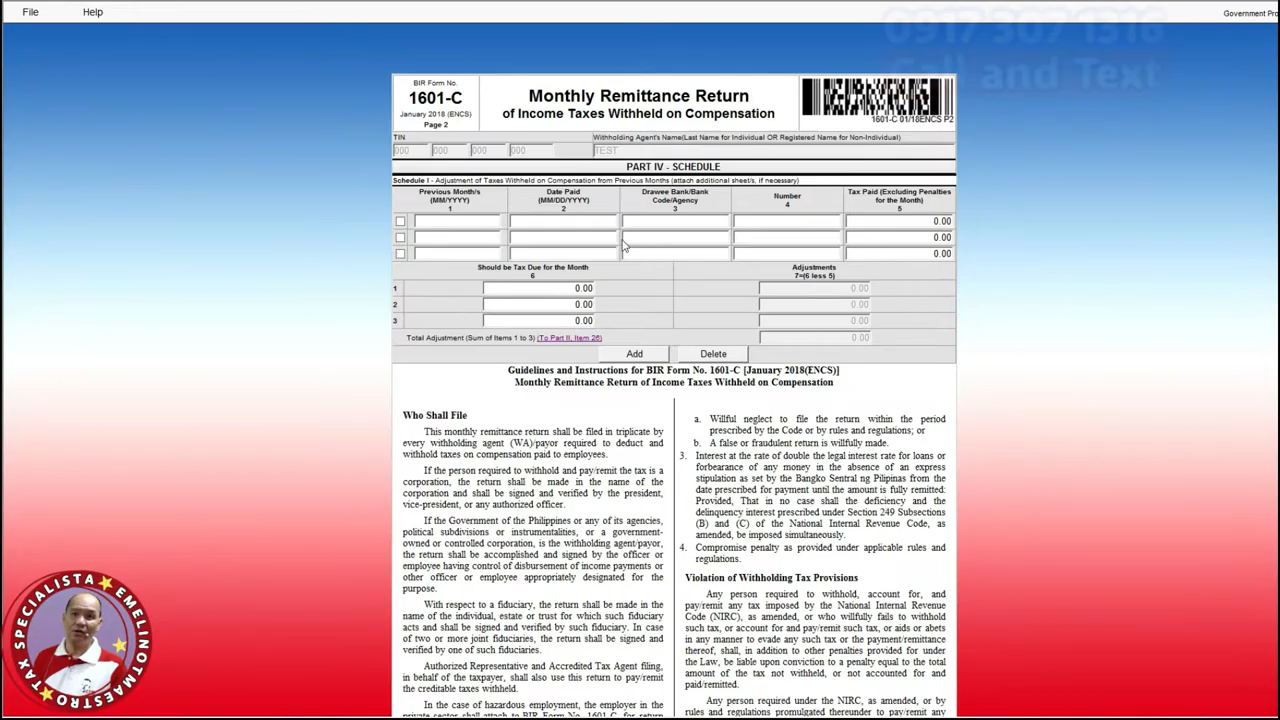 File Help
Government Pro
0917 307 1316
Call and Text
BIR Form No.
1601-C
January 2018 (ENCS)
Page 2
Monthly Remittance Return
of Income Taxes Withheld on Compensation
1601-C 01/18ENCS P2
TIN
Withholding Agent's Name(Last Name for Individual OR Registered Name for Non-Individual)
000 000 000 000 TEST
PART IV - SCHEDULE
Schedule I - Adjustment of Taxes Withheld on Compensation from Previous Months (attach additional sheet/s, if necessary)
Previous Month/s
(MM/YYYY)
1
Date Paid
(MM/DD/YYYY)
2
Drawee Bank/Bank
Code/Agency
3
Number
4
Tax Paid (Excluding Penalties
for the Month)
5
0.00
0.00
0.00
Should be Tax Due for the Month
6
Adjustments
7=(6 less 5)
1 0.00 0.00
2 0.00 0.00
3 0.00 0.00
Total Adjustment (Sum of Items 1 to 3) (To Part II, Item 26) 0.00
Add Delete
Guidelines and Instructions for BIR Form No. 1601-C [January 2018(ENCS)]
Monthly Remittance Return of Income Taxes Withheld on Compensation
Who Shall File
This monthly remittance return shall be filed in triplicate by
every withholding agent (WA)/payor required to deduct and
withhold taxes on compensation paid to employees.
If the person required to withhold and pay/remit the tax is a
corporation, the return shall be made in the name of the
corporation and shall be signed and verified by the president,
vice-president, or any authorized officer.
If the Government of the Philippines or any of its agencies,
political subdivisions or instrumentalities, or a government-
owned or controlled corporation, is the withholding agent/payor,
the return shall be accomplished and signed by the officer or
employee having control of disbursement of income payments or
other officer or employee appropriately designated for the
purpose.
With respect to a fiduciary, the return shall be made in the
name of the individual, estate or trust for which such fiduciary
acts and shall be signed and verified by such fiduciary. In case
of two or more joint fiduciaries, the return shall be signed and
verified by one of such fiduciaries.
Authorized Representative and Accredited Tax Agent filing,
in behalf of the taxpayer, shall also use this return to pay/remit
the creditable taxes withheld.
In the case of hazardous employment, the employer in the
private sector shall attach to BIR Form No. 1601-C for return
a. Willful neglect to file the return within the period
prescribed by the Code or by rules and regulations; or
b. A false or fraudulent return is willfully made.
3. Interest at the rate of double the legal interest rate for loans or
forbearance of any money in the absence of an express
stipulation as set by the Bangko Sentral ng Pilipinas from the
date prescribed for payment until the amount is fully remitted:
Provided, That in no case shall the deficiency and the
delinquency interest prescribed under Section 249 Subsections
(B) and (C) of the National Internal Revenue Code, as
amended, be imposed simultaneously.
4. Compromise penalty as provided under applicable rules and
regulations.
Violation of Withholding Tax Provisions
Any person required to withhold, account for, and
pay/remit any tax imposed by the National Internal Revenue
Code (NIRC), as amended, or who willfully fails to withhold
such tax, or account for and pay/remit such tax, or aids or abets
in any manner to evade any such tax or the payment/remittance
thereof, shall, in addition to other penalties provided for under
the Law, be liable upon conviction to a penalty equal to the total
amount of the tax not withheld, or not accounted for and
paid/remitted.
Any person required under the NIRC, as amended, or by
rules and regulations promulgated thereunder to pay/remit any
TAX SPECIALISTA EMELINOTMAESTRO